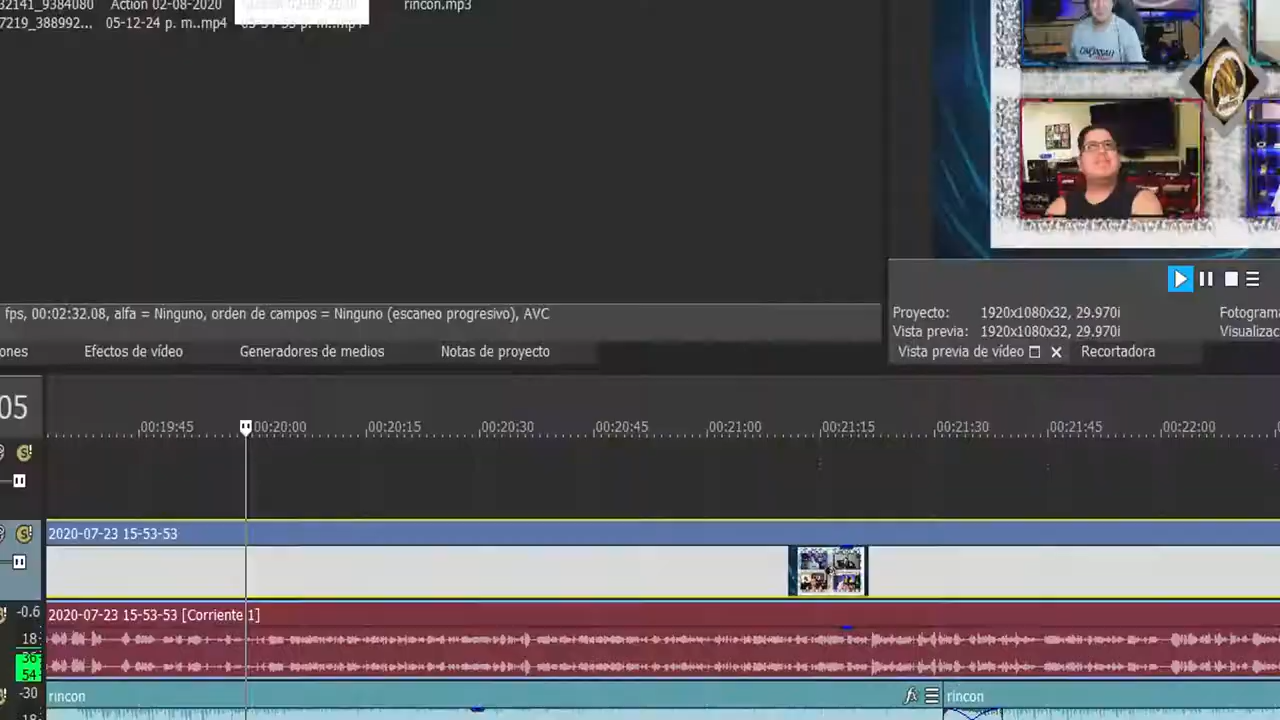 32141_9384080 Action 02-08-2020 rincon.mp3
7219_388992... 05-12-24 p. m..mp4
fps, 00:02:32.08, alfa = Ninguno, orden de campos = Ninguno (escaneo progresivo), AVC
Proyecto: 1920x1080x32, 29.970i Fotograma
Vista previa: 1920x1080x32, 29.970i Visualizac
ones Efectos de vídeo Generadores de medios Notas de proyecto Vista previa de vídeo Recortadora
05
00:19:45 00:20:00 00:20:15 00:20:30 00:20:45 00:21:00 00:21:15 00:21:30 00:21:45 00:22:00
2020-07-23 15-53-53
-0.6 2020-07-23 15-53-53 [Corriente 1]
18
36
54
-30 rincon rincon
18